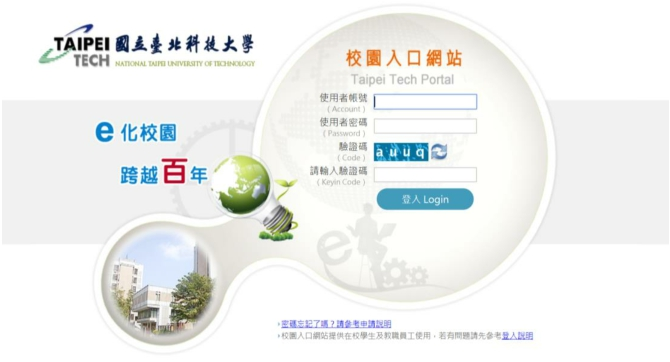 TAIPEI TECH 國立臺北科技大學
NATIONAL TAIPEI UNIVERSITY OF TECHNOLOGY
校園入口網站
Taipei Tech Portal
使用者帳號
( Account )
使用者密碼
( Password )
驗證碼
( Code )
請輸入驗證碼
( Keyin Code )
登入 Login
e化校園
跨越百年
密碼忘記了嗎？請參考申請說明
校園入口網站提供在校學生及教職員工使用，若有問題請先參考登入說明